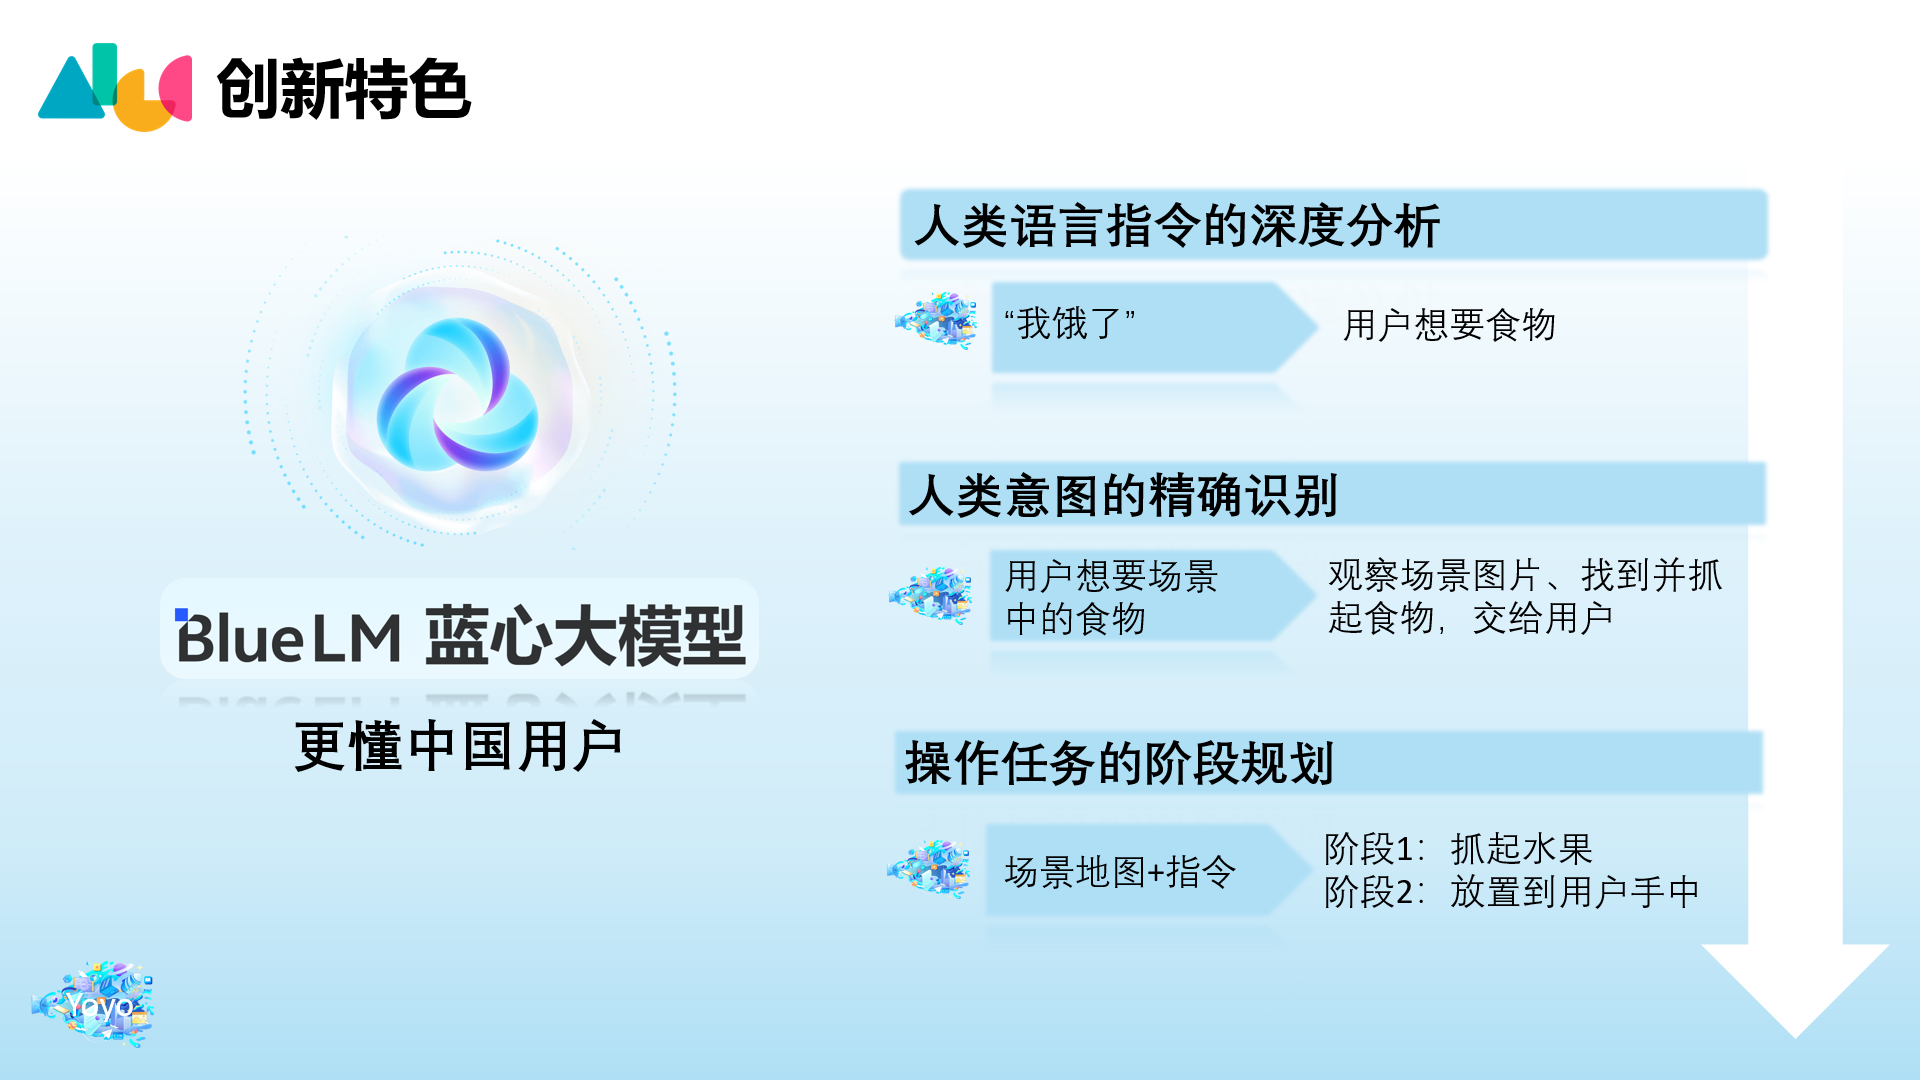 创新特色
BlueLM 蓝心大模型
更懂中国用户
人类语言指令的深度分析
“我饿了”
用户想要食物
人类意图的精确识别
用户想要场景
中的食物
观察场景图片、找到并抓
起食物，交给用户
操作任务的阶段规划
场景地图+指令
阶段1：抓起水果
阶段2：放置到用户手中
Yoyo